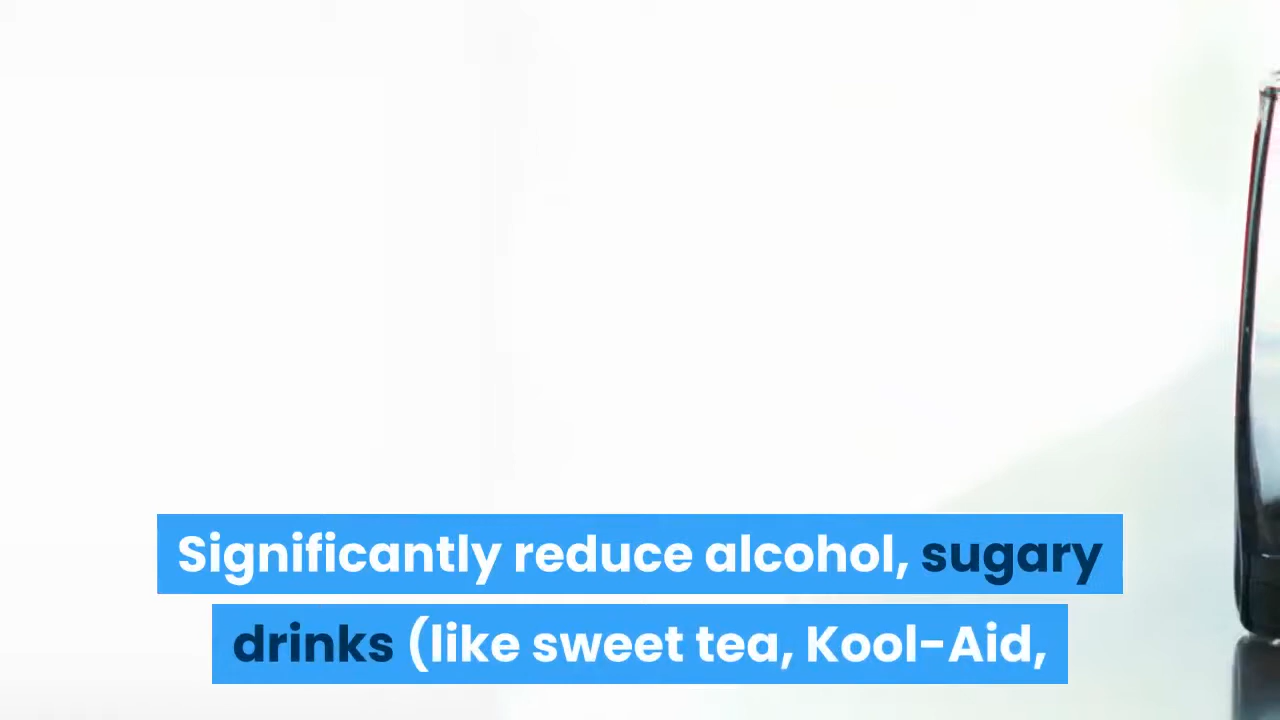 Significantly reduce alcohol, sugary
drinks (like sweet tea, Kool-Aid,